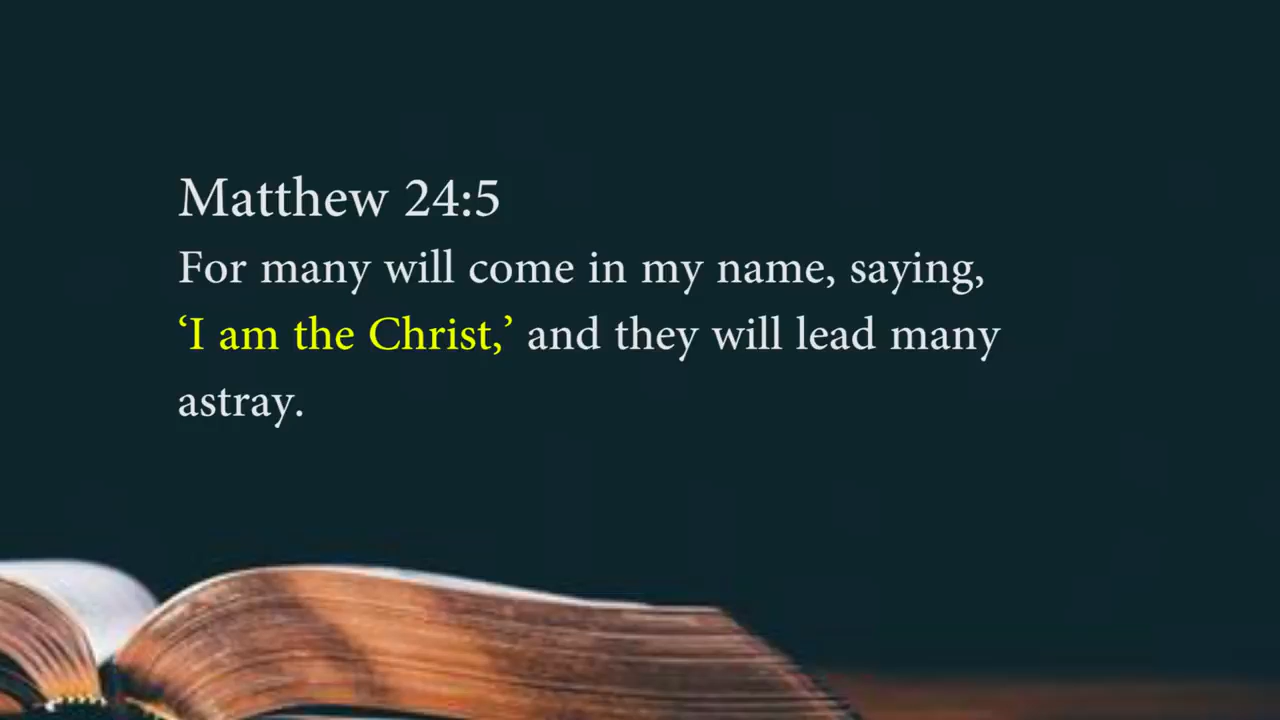 Matthew 24:5
For many will come in my name, saying,
‘I am the Christ,’ and they will lead many
astray.